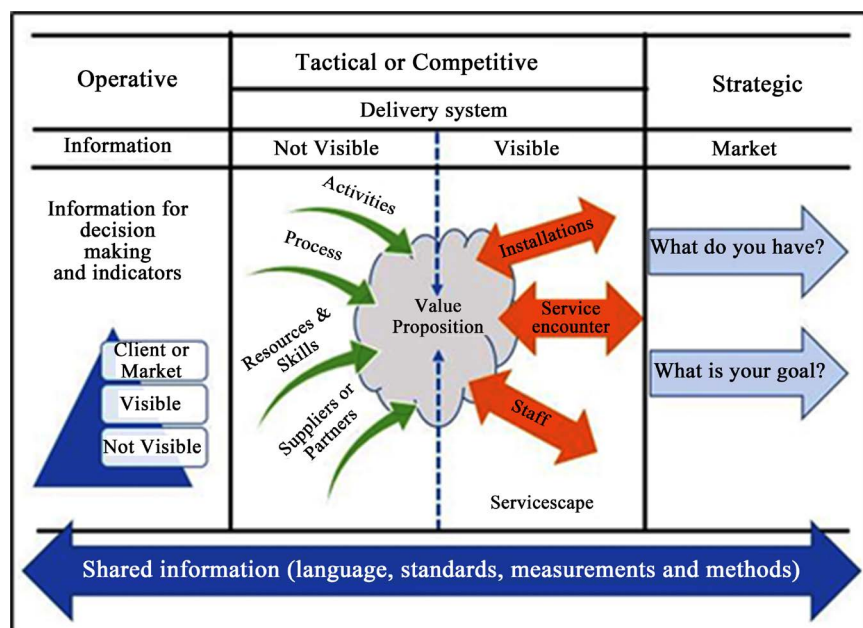 Operative
Tactical or Competitive
Strategic
Delivery system
Information
Not Visible
Visible
Market
Information for
decision
making
and indicators
Client or
Market
Visible
Not Visible
Activities
Process
Resources &
Skills
Suppliers or
Partners
Value
Proposition
Installations
Service
encounter
Staff
Servicescape
What do you have?
What is your goal?
Shared information (language, standards, measurements and methods)